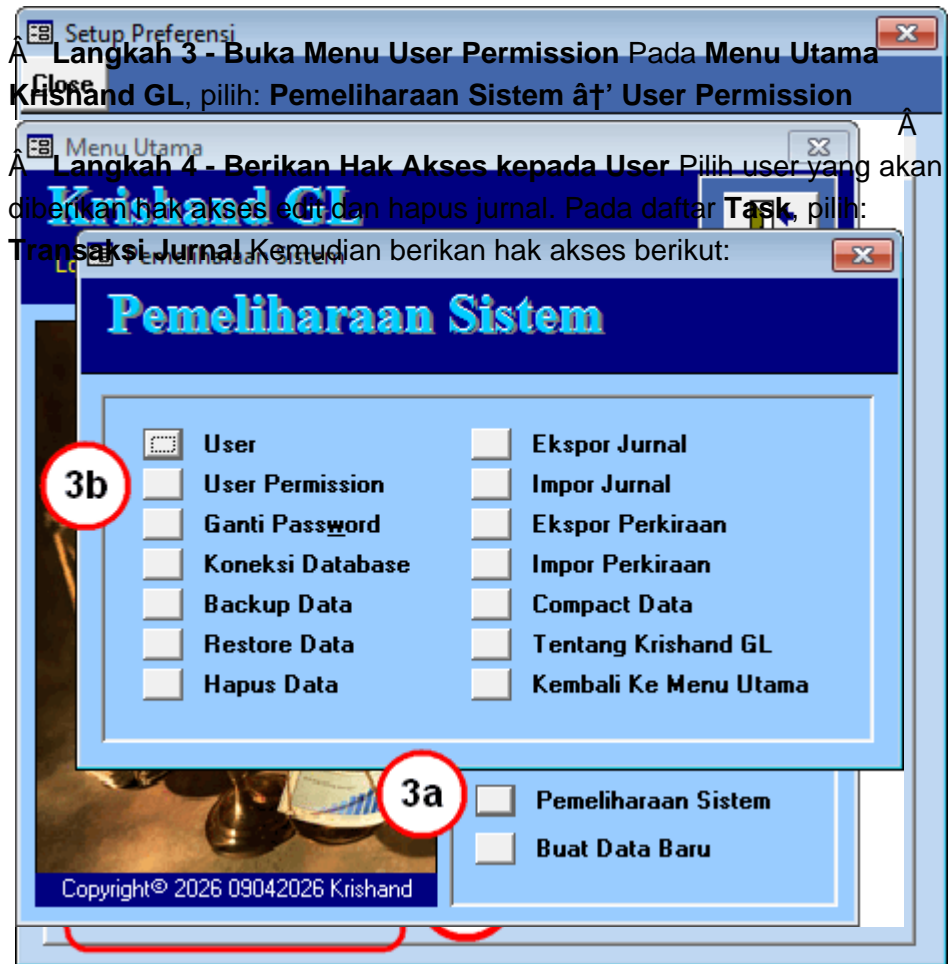 Setup Preferensi
Â Langkah 3 - Buka Menu User Permission Pada Menu Utama
Close
Krishand GL, pilih: Pemeliharaan Sistem â†’ User Permission
Â
Menu Utama
Â Langkah 4 - Berikan Hak Akses kepada User Pilih user yang akan
Krishand GL
diberikan hak akses edit dan hapus jurnal. Pada daftar Task, pilih:
Transaksi Jurnal Kemudian berikan hak akses berikut:
Pemeliharaan Sistem
Pemeliharaan Sistem
User
3b
User Permission
Ganti Password
Koneksi Database
Backup Data
Restore Data
Hapus Data
Ekspor Jurnal
Impor Jurnal
Ekspor Perkiraan
Impor Perkiraan
Compact Data
Tentang Krishand GL
Kembali Ke Menu Utama
3a
Pemeliharaan Sistem
Buat Data Baru
Copyright© 2026 09042026 Krishand